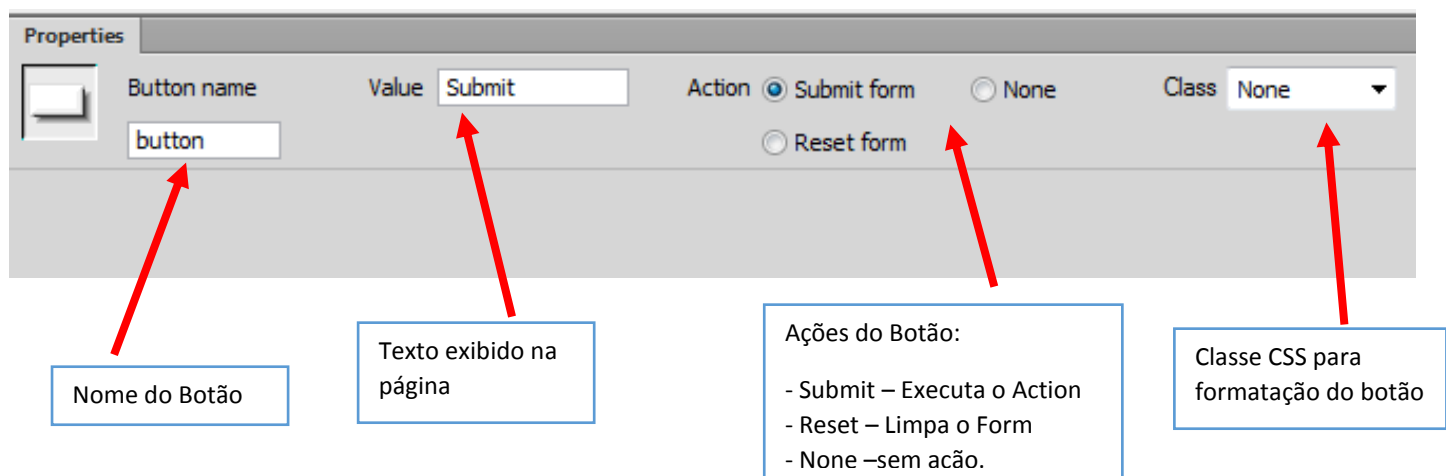 Properties
Button name Value Submit Action Submit form None Class None
button Reset form
Nome do Botão
Texto exibido na
página
Ações do Botão:
- Submit – Executa o Action
- Reset – Limpa o Form
- None –sem ação.
Classe CSS para
formatação do botão